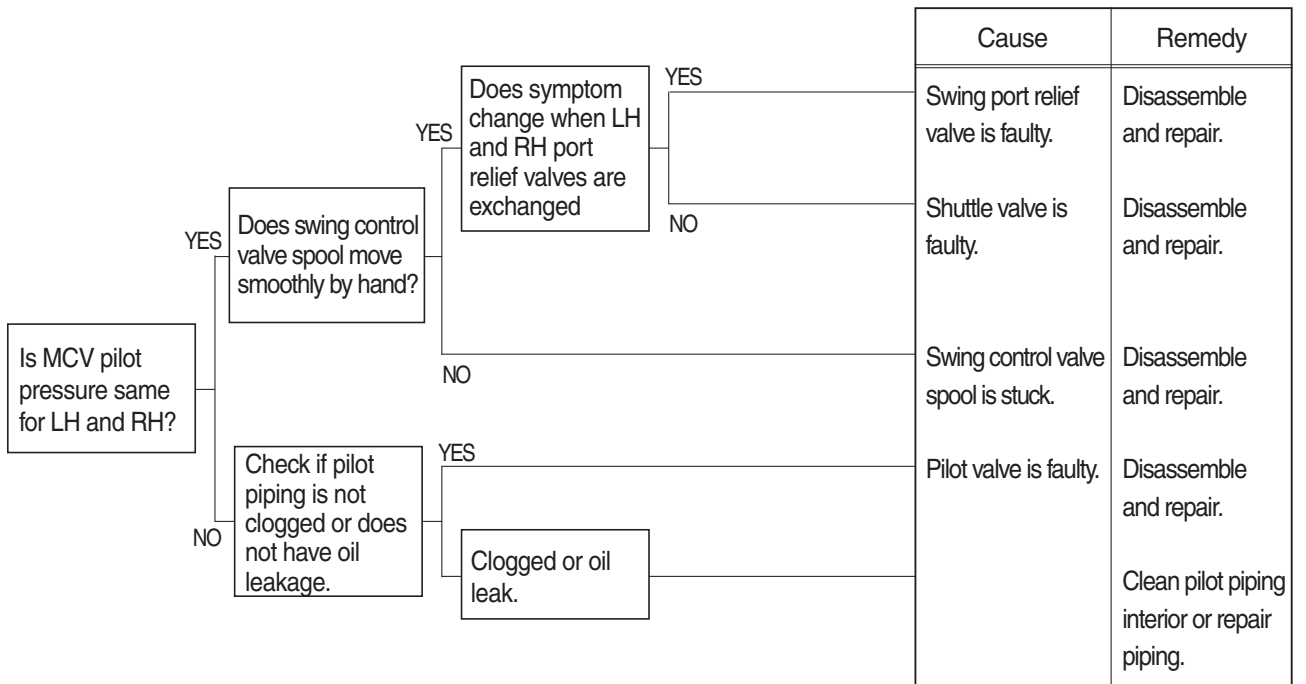 Cause
Remedy
Does symptom
change when LH
and RH port
relief valves are
exchanged
YES
YES
NO
Swing port relief
valve is faulty.
Disassemble
and repair.
Shuttle valve is
faulty.
Disassemble
and repair.
Does swing control
valve spool move
smoothly by hand?
YES
NO
Swing control valve
spool is stuck.
Disassemble
and repair.
Is MCV pilot
pressure same
for LH and RH?
NO
Check if pilot
piping is not
clogged or does
not have oil
leakage.
YES
Pilot valve is faulty.
Disassemble
and repair.
Clogged or oil
leak.
Clean pilot piping
interior or repair
piping.